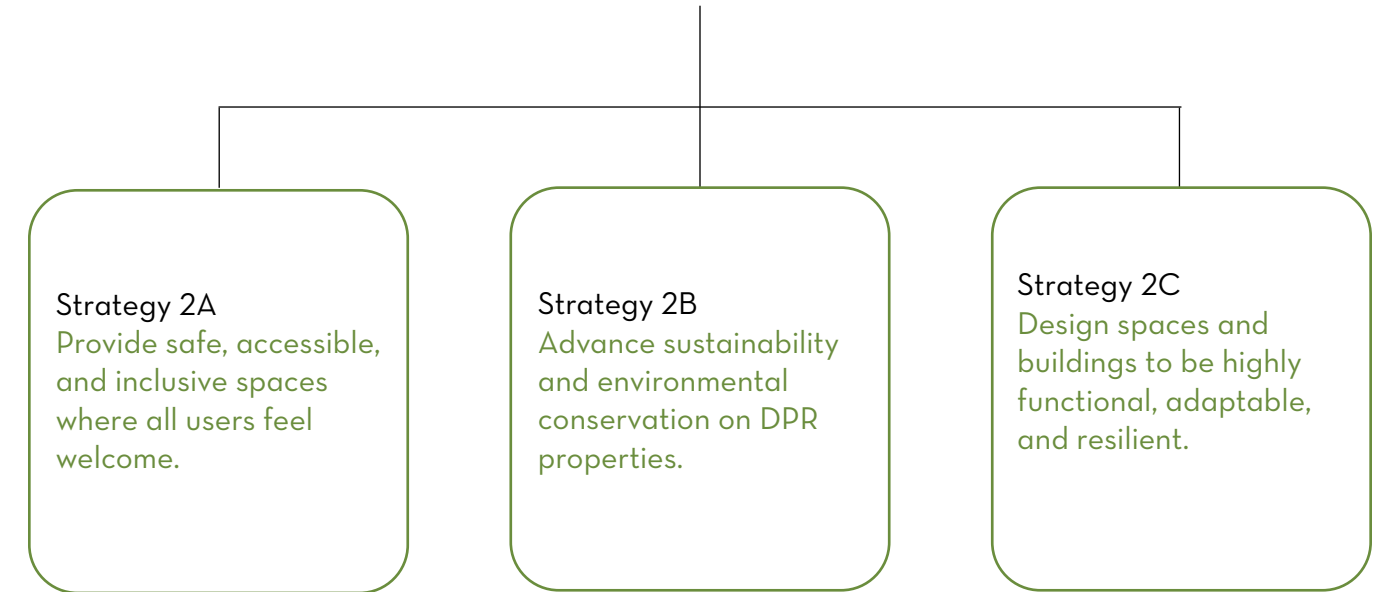 Strategy 2A
Provide safe, accessible,
and inclusive spaces
where all users feel
welcome.
Strategy 2B
Advance sustainability
and environmental
conservation on DPR
properties.
Strategy 2C
Design spaces and
buildings to be highly
functional, adaptable,
and resilient.